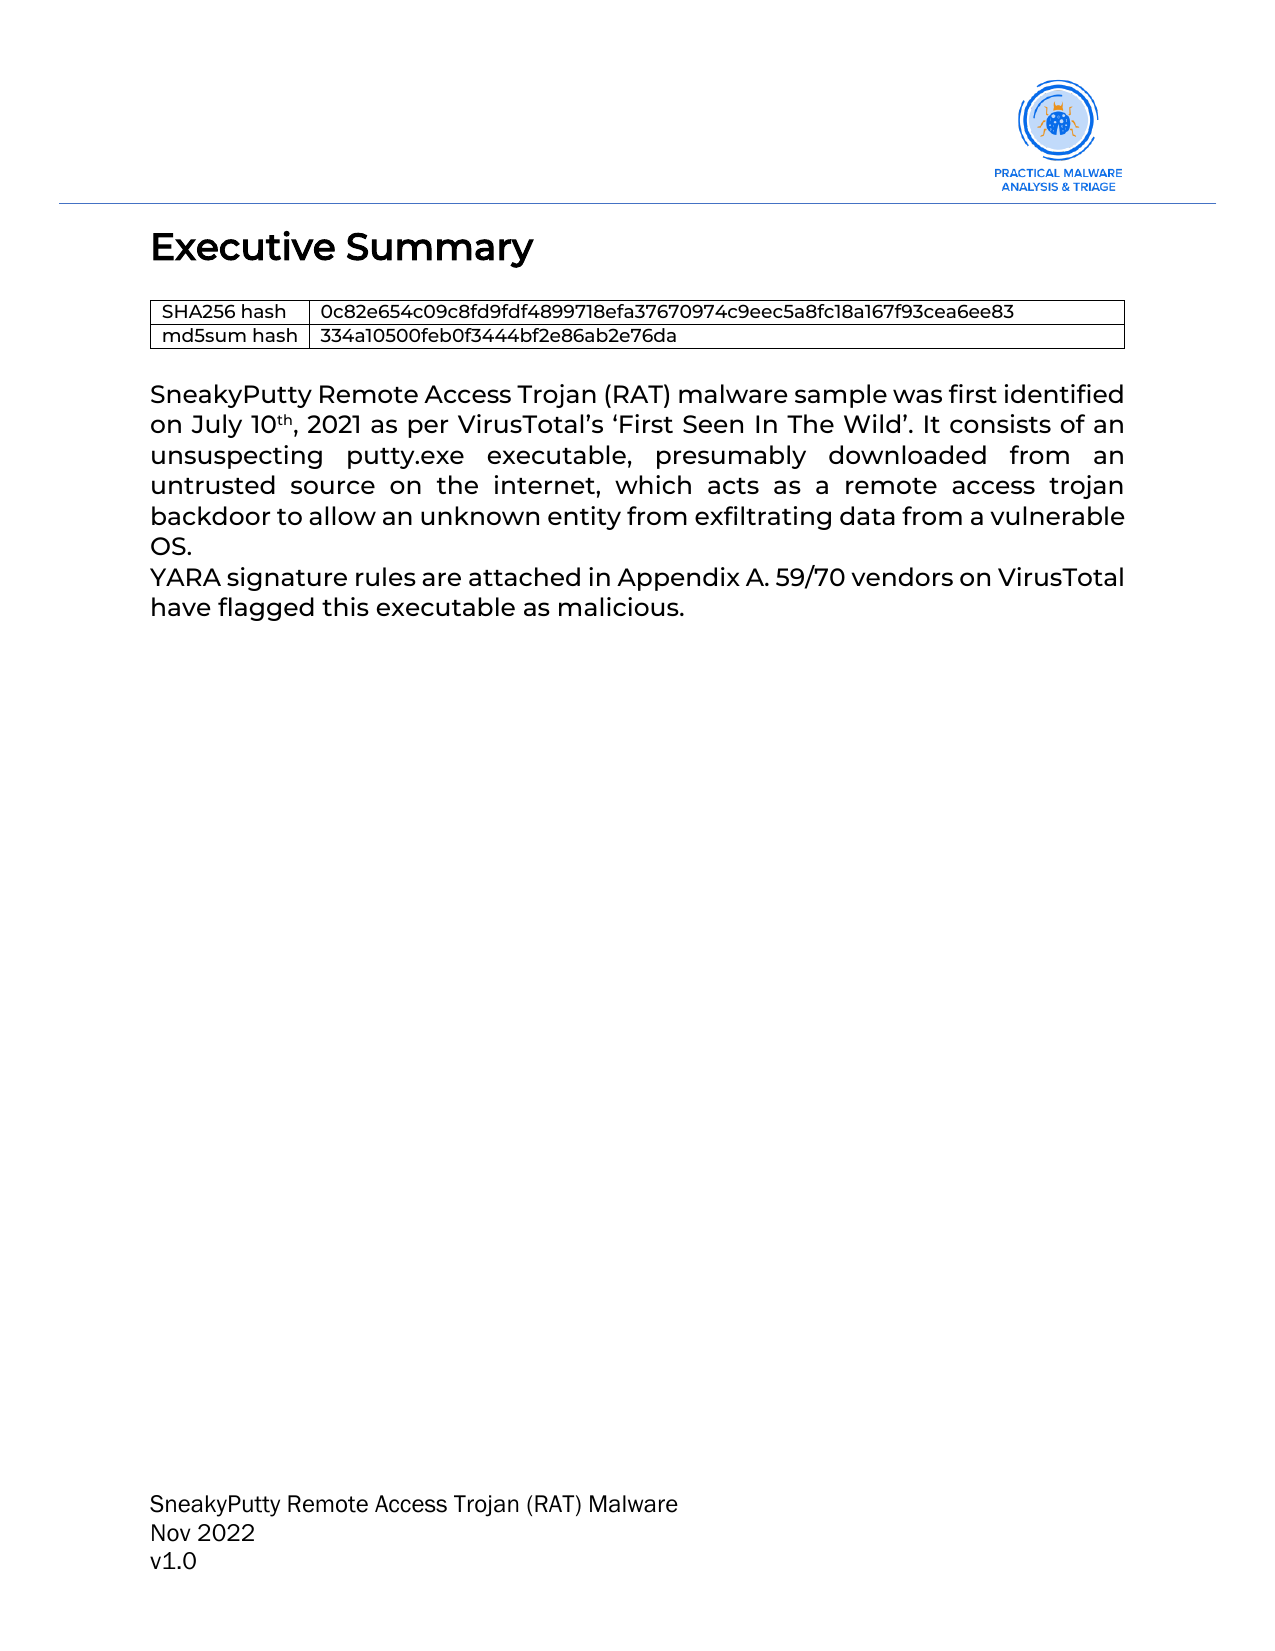 PRACTICAL MALWARE
ANALYSIS & TRIAGE
Executive Summary
SHA256 hash 0c82e654c09c8fd9fdf4899718efa37670974c9eec5a8fc18a167f93cea6ee83
md5sum hash 334a10500feb0f3444bf2e86ab2e76da
SneakyPutty Remote Access Trojan (RAT) malware sample was first identified
on July 10th, 2021 as per VirusTotal’s ‘First Seen In The Wild’. It consists of an
unsuspecting putty.exe executable, presumably downloaded from an
untrusted source on the internet, which acts as a remote access trojan
backdoor to allow an unknown entity from exfiltrating data from a vulnerable
OS.
YARA signature rules are attached in Appendix A. 59/70 vendors on VirusTotal
have flagged this executable as malicious.
SneakyPutty Remote Access Trojan (RAT) Malware
Nov 2022
v1.0